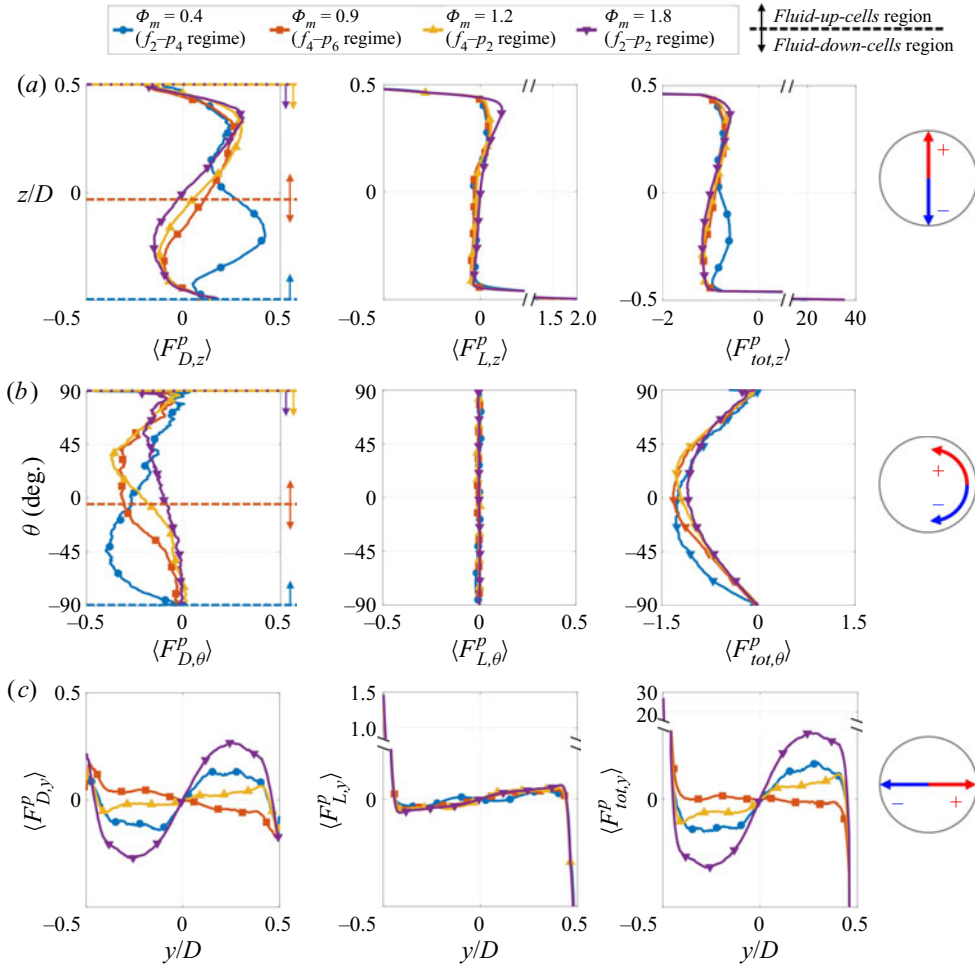 Φm = 0.4 Φm = 0.9 Φm = 1.2 Φm = 1.8 Fluid-up-cells region
(f2–p4 regime) (f4–p6 regime) (f4–p2 regime) (f2–p2 regime) Fluid-down-cells region
(a) 0.5 0.5 0.5
+
z/D 0 0 0
–
–0.5 –0.5
–0.5 0 0.5 0 1.5 2.0 –2 0 20 40
⟨F^p_{D,z}⟩ ⟨F^p_{L,z}⟩ ⟨F^p_{tot,z}⟩
(b) 90 90 90
45 45 45
+
θ (deg.) 0 0 0
–
–45 –45 –45
–90 –90 –90
–0.5 0 0.5 –0.5 0 0.5 –1.5 0 1.5
⟨F^p_{D,θ}⟩ ⟨F^p_{L,θ}⟩ ⟨F^p_{tot,θ}⟩
(c) 0.5 1.5 30
20
1.0
⟨F^p_{D,y}⟩ 0 ⟨F^p_{L,y}⟩ 0 ⟨F^p_{tot,y}⟩ 0
– +
–0.5 0 0.5 –0.5 0 0.5 –0.5 0 0.5
y/D y/D y/D